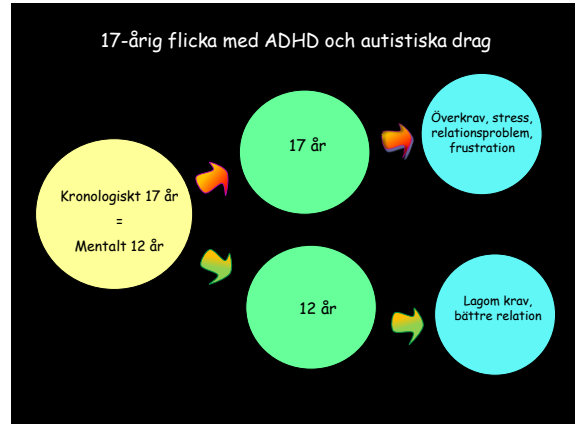 17-årig flicka med ADHD och autistiska drag
Kronologiskt 17 år
=
Mentalt 12 år
17 år
Överkrav, stress,
relationsproblem,
frustration
12 år
Lagom krav,
bättre relation